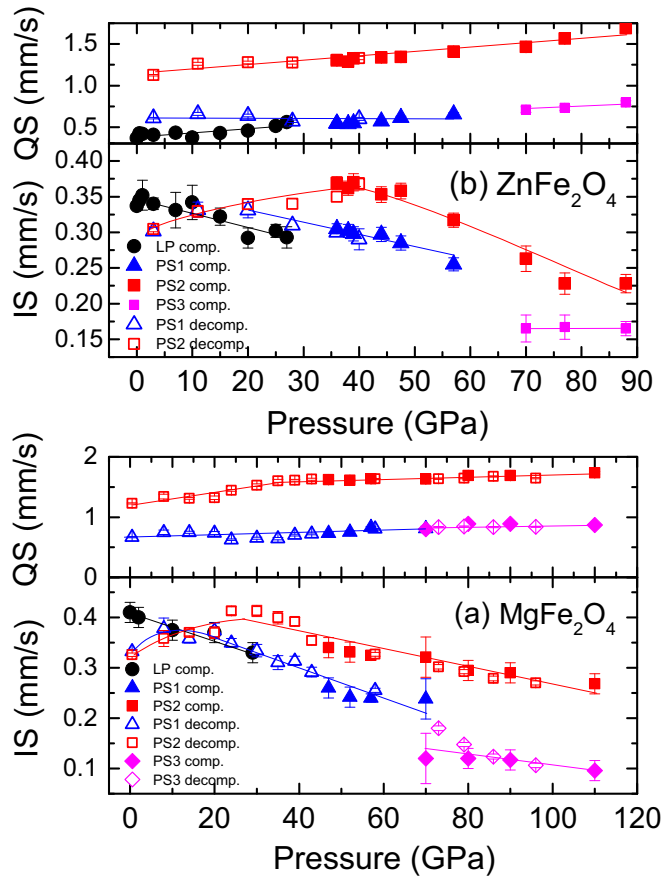 QS (mm/s)
1.5
1.0
0.5
IS (mm/s)
0.40
0.35
0.30
0.25
0.20
0.15
(b) ZnFe₂O₄
LP comp.
PS1 comp.
PS2 comp.
PS3 comp.
PS1 decomp.
PS2 decomp.
0 10 20 30 40 50 60 70 80 90
Pressure (GPa)
QS (mm/s)
2
1
0
IS (mm/s)
0.4
0.3
0.2
0.1
(a) MgFe₂O₄
LP comp.
PS1 comp.
PS2 comp.
PS1 decomp.
PS2 decomp.
PS3 comp.
PS3 decomp.
0 20 40 60 80 100 120
Pressure (GPa)